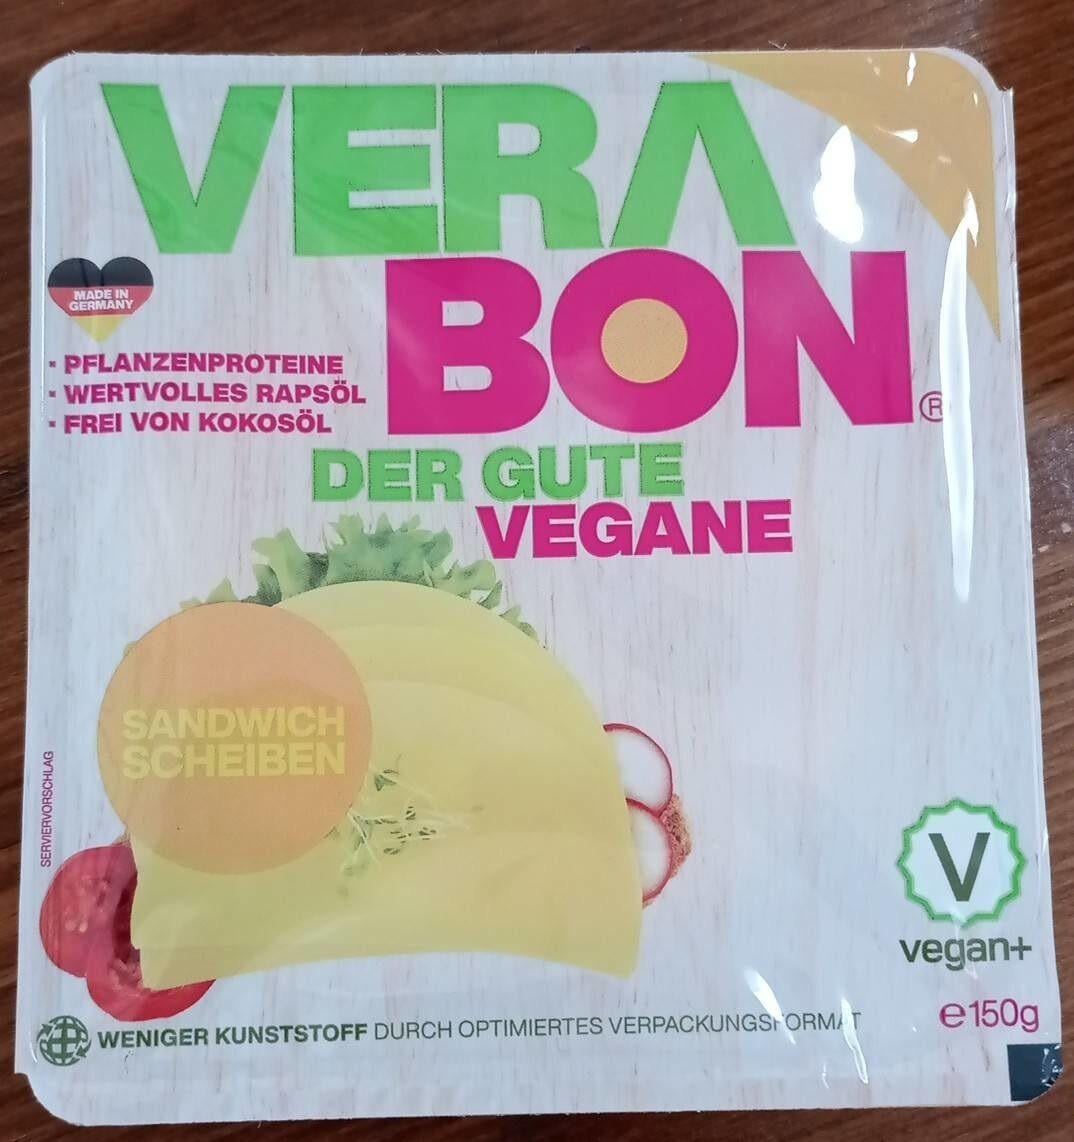 VERA
BON®
MADE IN
GERMANY
· PFLANZENPROTEINE
· WERTVOLLES RAPSÖL
· FREI VON KOKOSÖL
DER GUTE
VEGANE
SANDWICH
SCHEIBEN
SERVIERVORSCHLAG
V
vegan+
WENIGER KUNSTSTOFF DURCH OPTIMIERTES VERPACKUNGSFORMAT
e150g